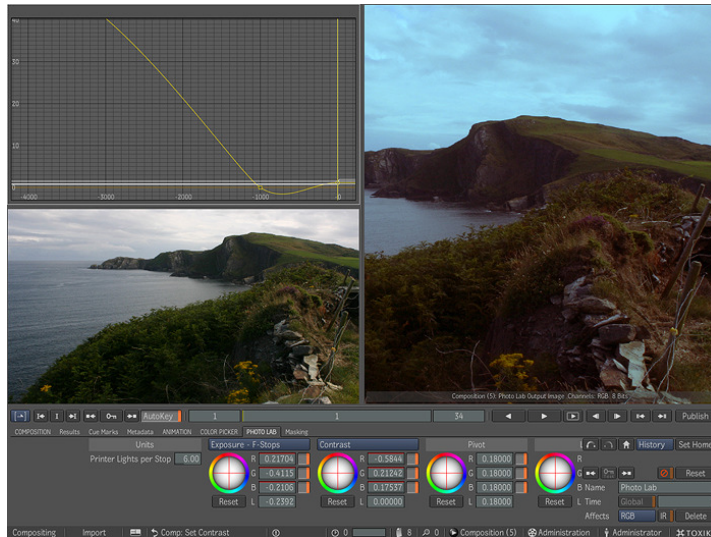 40
30
20
10
0
-4000 -3000 -2000 1000 0
Composition (5): Photo Lab Output Image Channels: RGB 8 Bits
AutoKey 1 1 34 Publish
COMPOSITION Results Cue Marks Metadata ANIMATION COLOR PICKER PHOTO LAB Masking
Units Exposure - F-Stops Contrast Pivot L History Set Home
Printer Lights per Stop 6.00 R 0.21704 R -0.5844 R 0.18000 R
G -0.4115 G 0.21242 G 0.18000 G Reset
B -0.2106 B 0.17537 B 0.18000 B Name Photo Lab
Reset L -0.2392 Reset L 0.00000 Reset L 0.18000 Reset L Time Global
Affects RGB IR Delete
Compositing Import Comp: Set Contrast 0 8 0 Composition (5) Administration Administrator TOXIK